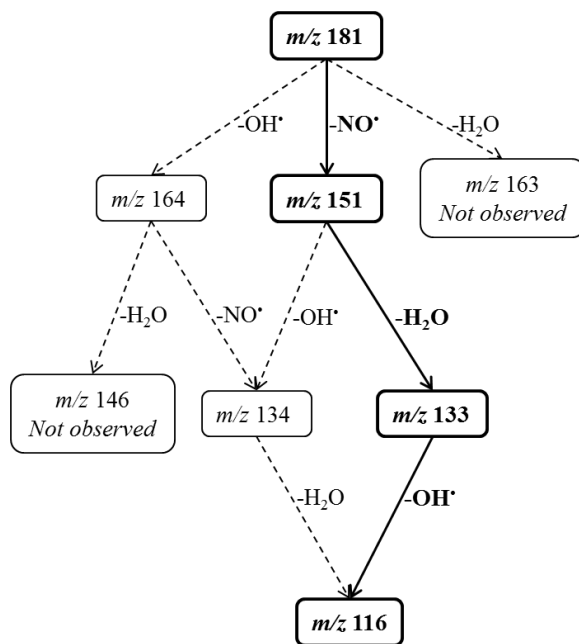 m/z 181
-OH•
-NO•
-H₂O
m/z 164
m/z 151
m/z 163
Not observed
-H₂O
-NO•
-OH•
-H₂O
m/z 146
Not observed
m/z 134
m/z 133
-H₂O
-OH•
m/z 116